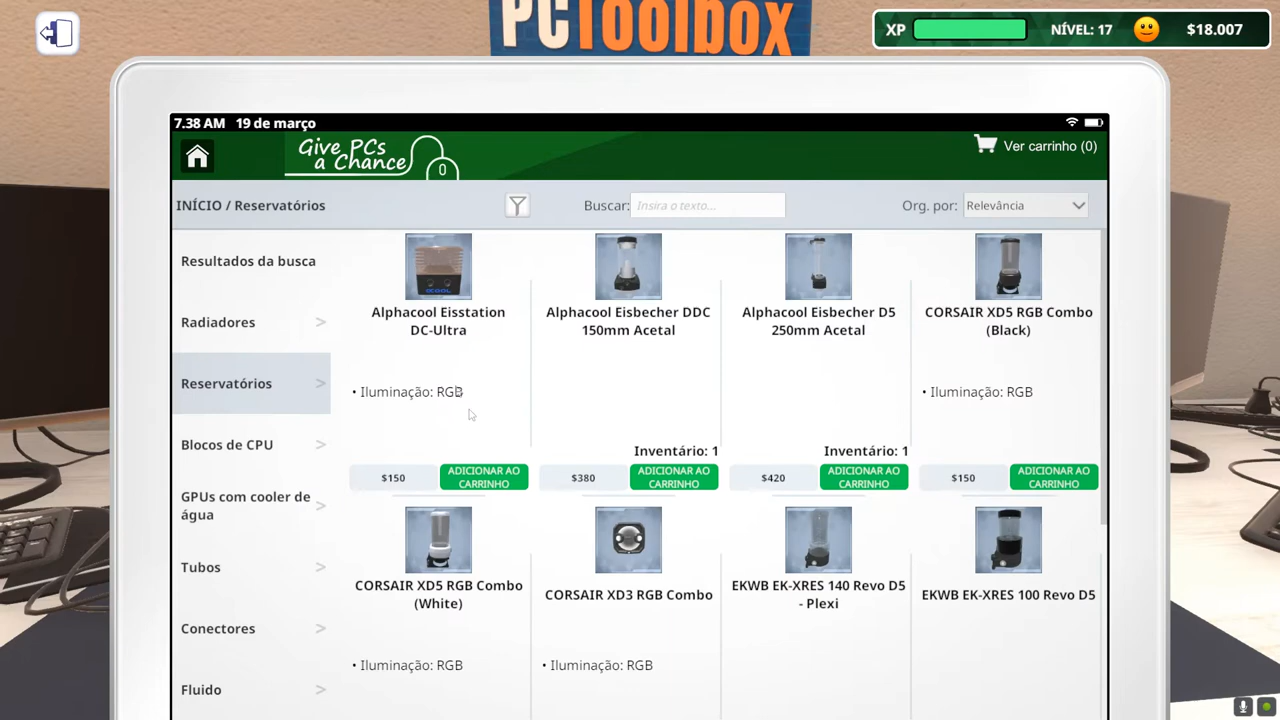 PCToolbox
XP
NÍVEL: 17
$18.007
7.38 AM 19 de março
Give PCs
a Chance
0
Ver carrinho (0)
INÍCIO / Reservatórios
Buscar:
Insira o texto...
Org. por:
Relevância
Resultados da busca
Radiadores >
Reservatórios >
Blocos de CPU >
GPUs com cooler de
água >
Tubos >
Conectores >
Fluido >
Alphacool Eisstation
DC-Ultra
• Iluminação: RGB
$150
ADICIONAR AO
CARRINHO
Alphacool Eisbecher DDC
150mm Acetal
Inventário: 1
$380
ADICIONAR AO
CARRINHO
Alphacool Eisbecher D5
250mm Acetal
Inventário: 1
$420
ADICIONAR AO
CARRINHO
CORSAIR XD5 RGB Combo
(Black)
• Iluminação: RGB
$150
ADICIONAR AO
CARRINHO
CORSAIR XD5 RGB Combo
(White)
• Iluminação: RGB
CORSAIR XD3 RGB Combo
• Iluminação: RGB
EKWB EK-XRES 140 Revo D5
- Plexi
EKWB EK-XRES 100 Revo D5